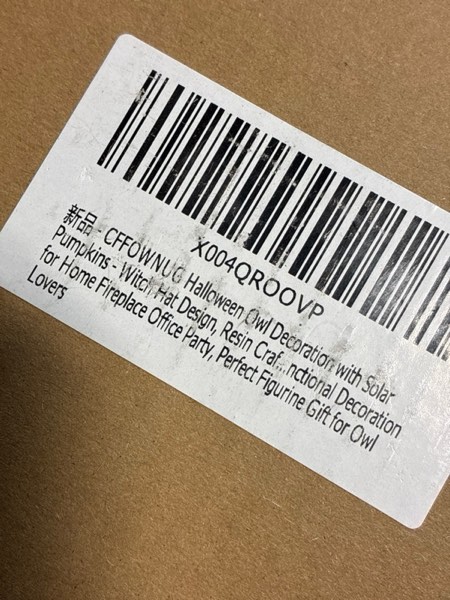 X004QROOVP
新品 - CFFOWNUG Halloween Owl Decoration with Solar
Pumpkins - Witch Hat Design, Resin Craf...nctional Decoration
for Home Fireplace Office Party, Perfect Figurine Gift for Owl
Lovers